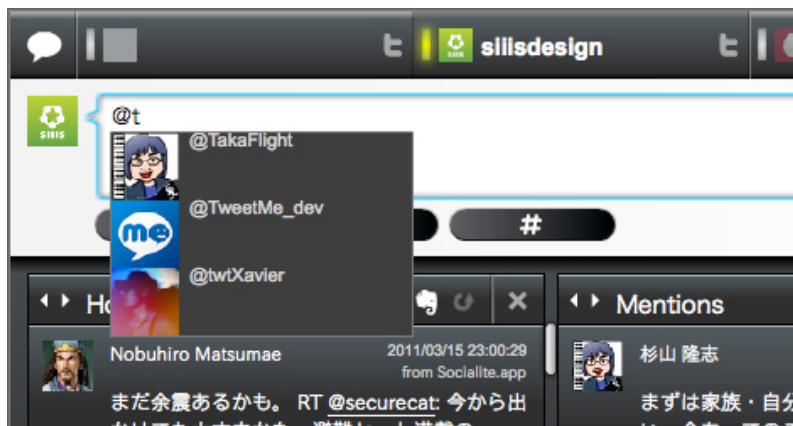 siiisdesign
SIIIS
@t
@TakaFlight
@TweetMe_dev
me
@twtXavier
#
Mentions
Nobuhiro Matsumae
2011/03/15 23:00:29
from Socialite.app
まだ余震あるかも。 RT @securecat: 今から出
杉山 隆志
まずは家族・自分